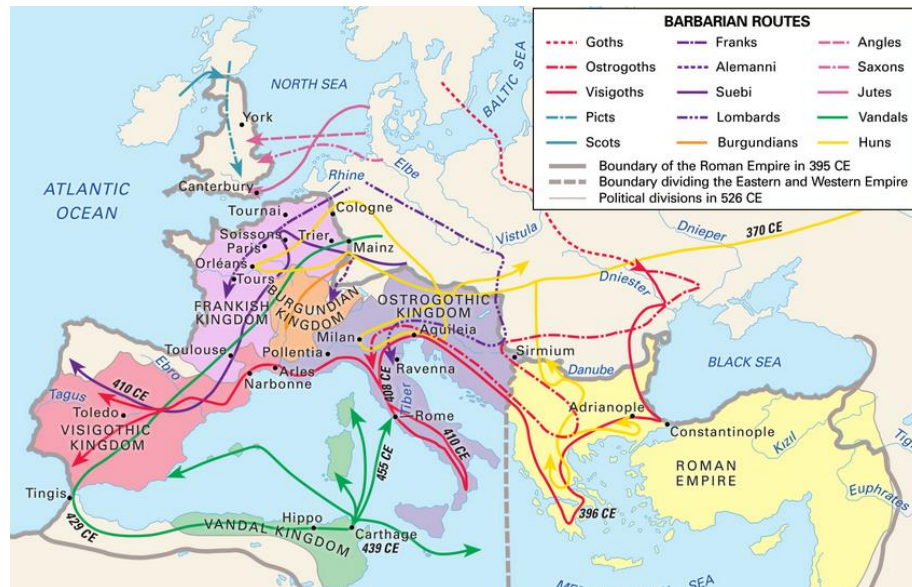 BARBARIAN ROUTES
Goths
Ostrogoths
Visigoths
Picts
Scots
Franks
Alemanni
Suebi
Lombards
Burgundians
Angles
Saxons
Jutes
Vandals
Huns
Boundary of the Roman Empire in 395 CE
Boundary dividing the Eastern and Western Empire
Political divisions in 526 CE
NORTH SEA
BALTIC SEA
York
ATLANTIC
OCEAN
Canterbury
Elbe
Rhine
Tournai
Cologne
Vistula
Dnieper
370 CE
Soissons
Trier
Mainz
Paris
Orléans
Dniester
Tours
FRANKISH
KINGDOM
BURGUNDIAN
KINGDOM
OSTROGOTHIC
KINGDOM
Milan
Aquileia
Toulouse
Pollentia
Sirmium
BLACK SEA
Ebro
Arles
Ravenna
Danube
Narbonne
408 CE
Tiber
Tagus
410 CE
Toledo
VISIGOTHIC
KINGDOM
Rome
410 CE
Adrianople
Constantinople
Kizil
Tig
ROMAN
EMPIRE
Euphrates
Tingis
455 CE
396 CE
429 CE
VANDAL KINGDOM
Hippo
Carthage
439 CE